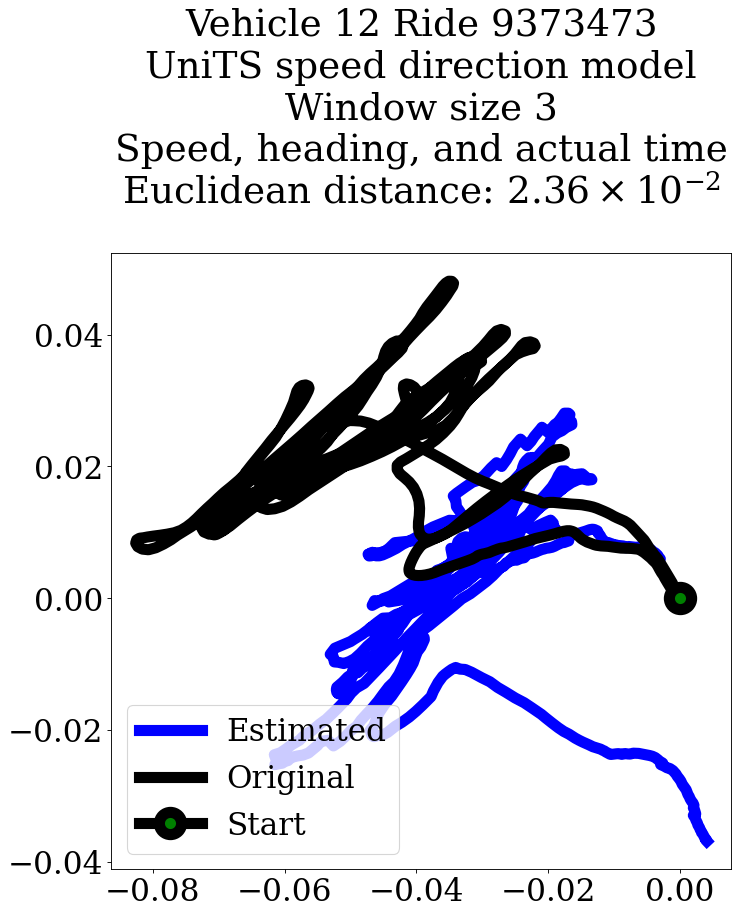 Vehicle 12 Ride 9373473
UniTS speed direction model
Window size 3
Speed, heading, and actual time
Euclidean distance: 2.36 × 10⁻²
0.04
0.02
0.00
−0.02
−0.04
Estimated
Original
Start
−0.08 −0.06 −0.04 −0.02 0.00